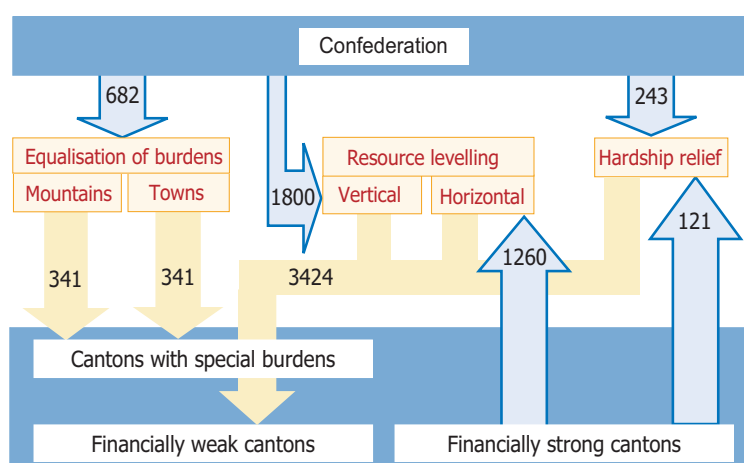 Confederation
682
243
Equalisation of burdens
Mountains
Towns
Resource levelling
Vertical
Horizontal
Hardship relief
1800
121
341
341
3424
1260
Cantons with special burdens
Financially weak cantons
Financially strong cantons